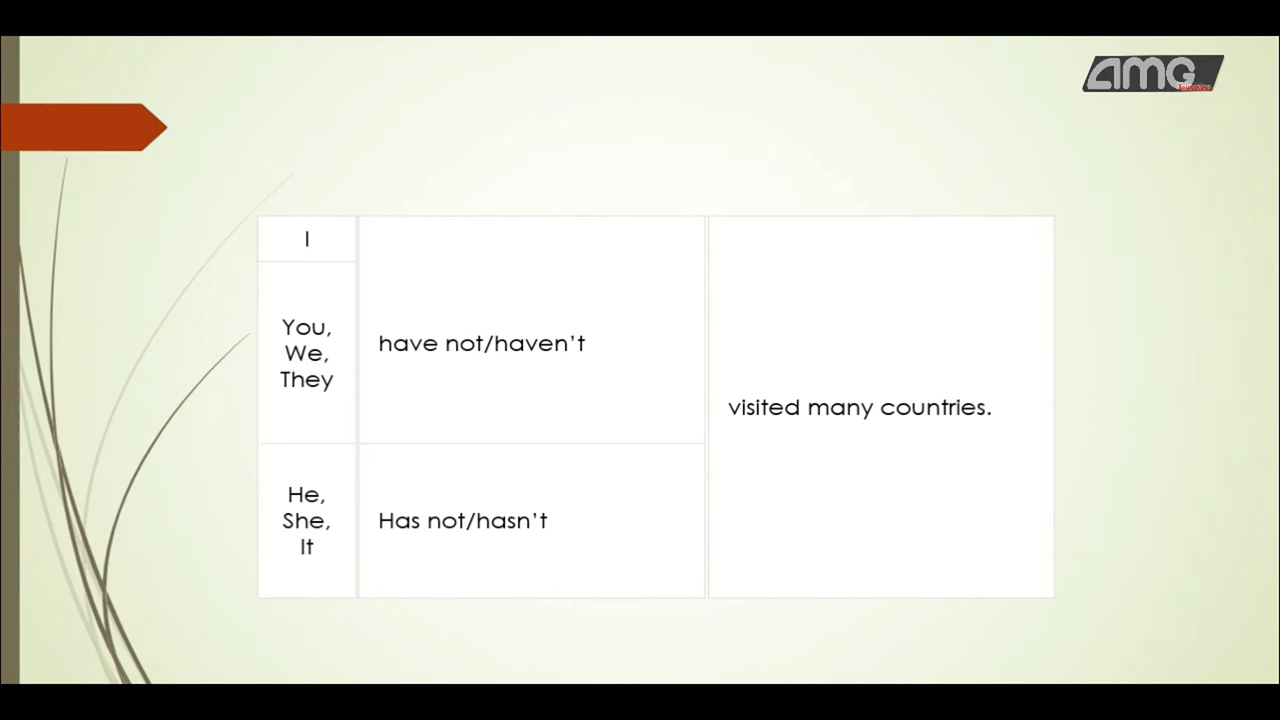 AMG
I
You,
We,
They
have not/haven’t
visited many countries.
He,
She,
It
Has not/hasn’t